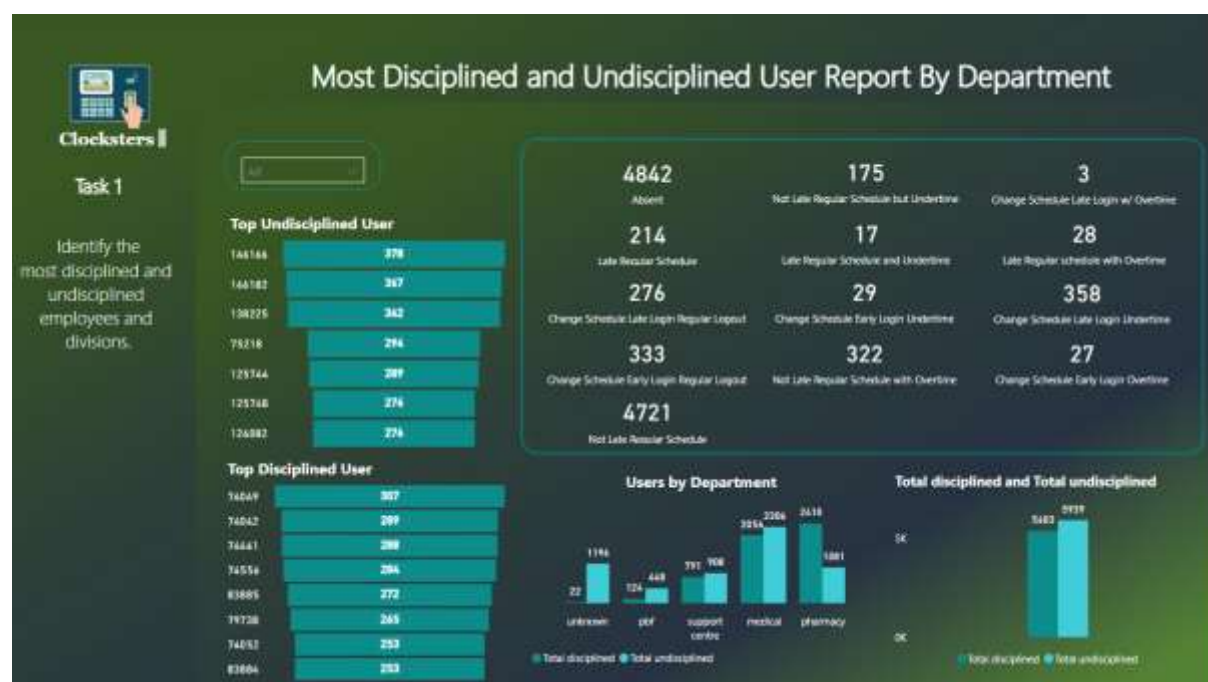 Most Disciplined and Undisciplined User Report By Department
Clocksters
Task 1
Identify the
most disciplined and
undisciplined
employees and
divisions.
All
Top Undisciplined User
146166 378
146182 367
138225 362
75218 294
125744 289
125768 276
126082 276
Top Disciplined User
74049 307
74042 289
74441 288
74556 284
83885 272
79738 265
74052 253
83884 253
4842
Absent
175
Not Late Regular Schedule but Undertime
3
Change Schedule Late Login w/ Overtime
214
Late Regular Schedule
17
Late Regular Schedule and Undertime
28
Late Regular schedule with Overtime
276
Change Schedule Late Login Regular Logout
29
Change Schedule Early Login Undertime
358
Change Schedule Late Login Undertime
333
Change Schedule Early Login Regular Logout
322
Not Late Regular Schedule with Overtime
27
Change Schedule Early Login Overtime
4721
Not Late Regular Schedule
Users by Department
22 1196
124 448
791 908
2054 2306
2410 1081
unknown pbf support centre medical pharmacy
Total disciplined Total undisciplined
Total disciplined and Total undisciplined
5403 5939
5K
0K
Total disciplined Total undisciplined